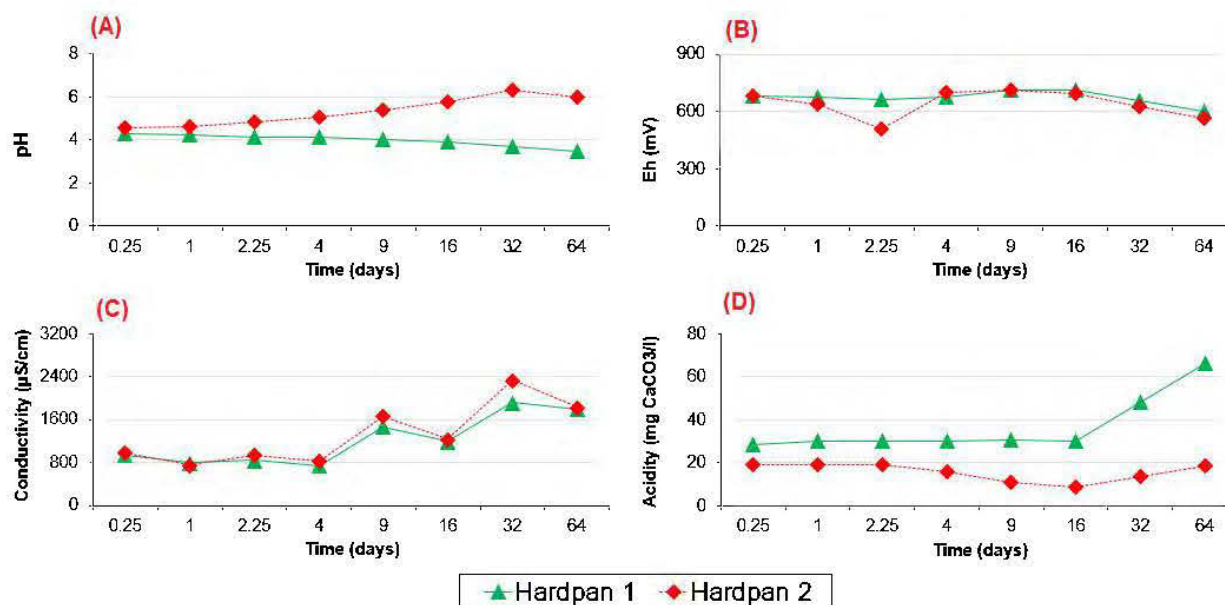 (A)
8
6
4
2
0
pH
0.25 1 2.25 4 9 16 32 64
Time (days)
(B)
900
600
300
0
Eh (mV)
0.25 1 2.25 4 9 16 32 64
Time (days)
(C)
3200
2400
1600
800
0
Conductivity (µS/cm)
0.25 1 2.25 4 9 16 32 64
Time (days)
(D)
80
60
40
20
0
Acidity (mg CaCO3/l)
0.25 1 2.25 4 9 16 32 64
Time (days)
Hardpan 1 Hardpan 2